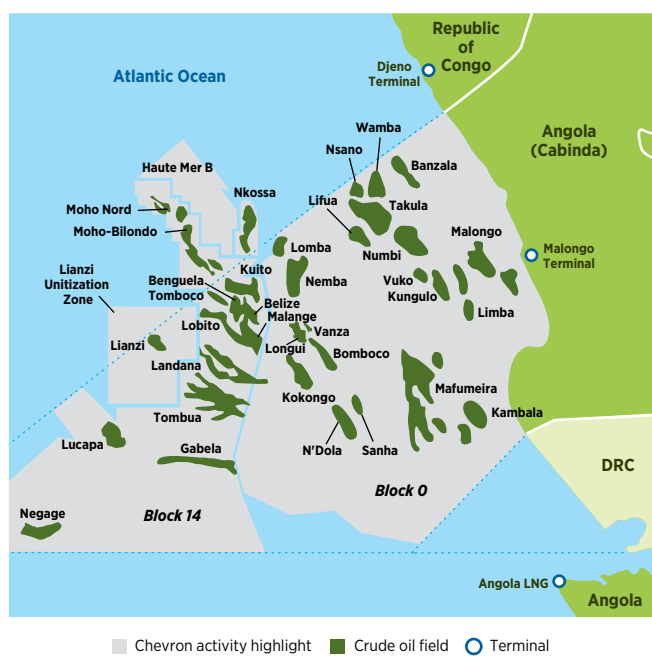 Republic
of
Congo
Djeno
Terminal
Atlantic Ocean
Angola
(Cabinda)
Wamba
Nsano
Banzala
Haute Mer B
Nkossa
Lifua
Takula
Moho Nord
Moho-Bilondo
Malongo
Numbi
Lomba
Malongo
Terminal
Lianzi
Unitization
Zone
Kuito
Nemba
Vuko
Kungulo
Benguela
Tomboco
Belize
Malange
Limba
Lobito
Vanza
Longui
Bomboco
Lianzi
Landana
Kokongo
Mafumeira
Kambala
Tombua
Lucapa
Gabela
N'Dola
Sanha
DRC
Block 0
Negage
Block 14
Angola LNG
Angola
Chevron activity highlight
Crude oil field
Terminal